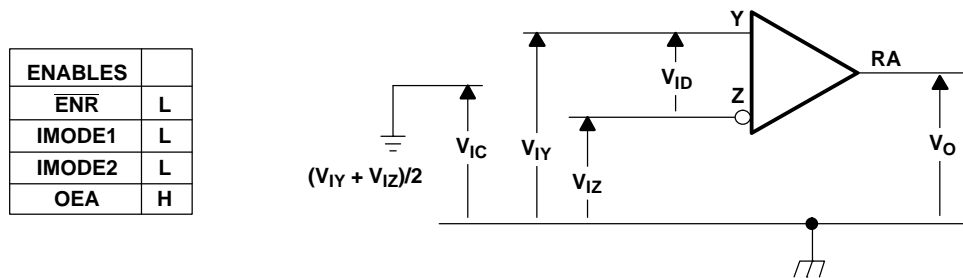 ENABLES
ENR L
IMODE1 L
IMODE2 L
OEA H
Y
RA
VID
Z
VIC
VIY
VO
(VIY + VIZ)/2
VIZ